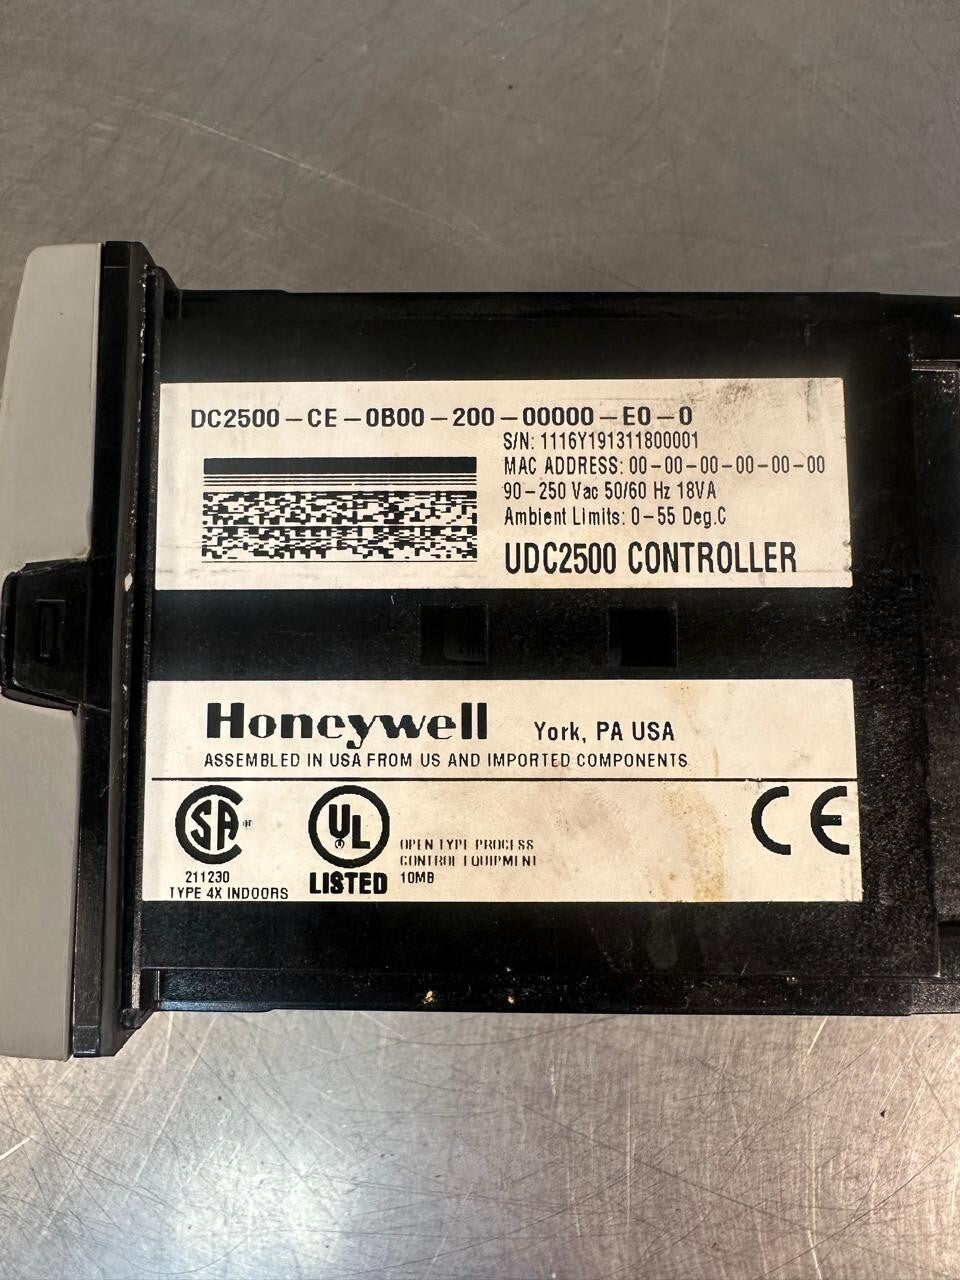 DC2500-CE-0B00-200-00000-E0-0
S/N: 1116Y191311800001
MAC ADDRESS: 00-00-00-00-00-00
90-250 Vac 50/60 Hz 18VA
Ambient Limits: 0-55 Deg.C
UDC2500 CONTROLLER
Honeywell York, PA USA
ASSEMBLED IN USA FROM US AND IMPORTED COMPONENTS
SA
211230
TYPE 4X INDOORS
UL
LISTED
OPEN TYPE PROCESS
CONTROL EQUIPMENT
10MB
CE